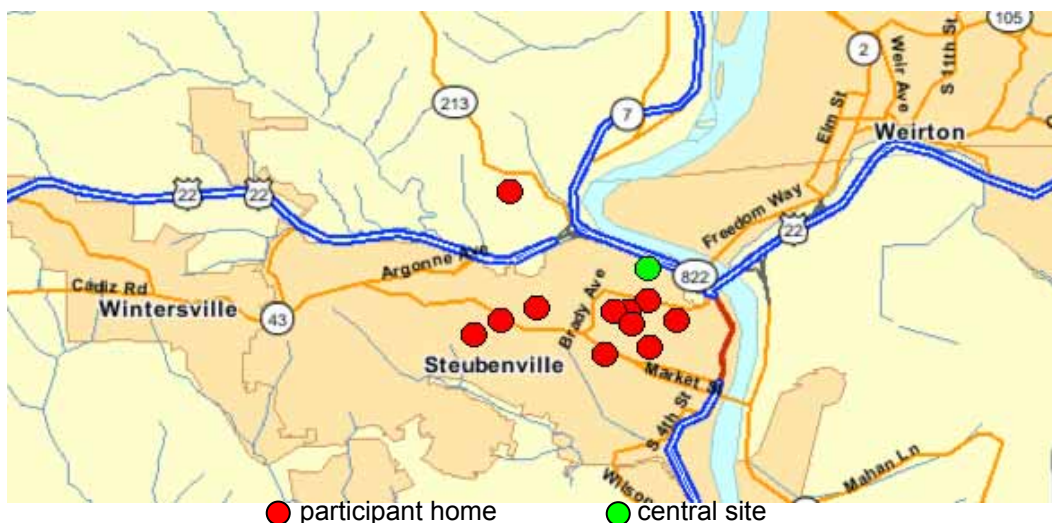 105
2
Weir Ave
S 11th St
213
7
Elm St
Weirton
22
22
Freedom Way
22
Argonne Ave
822
Cádiz Rd
Wintersville
43
Brady Ave
Steubenville
Market St
S 4th St
Wilson
Mahan Ln
participant home
central site